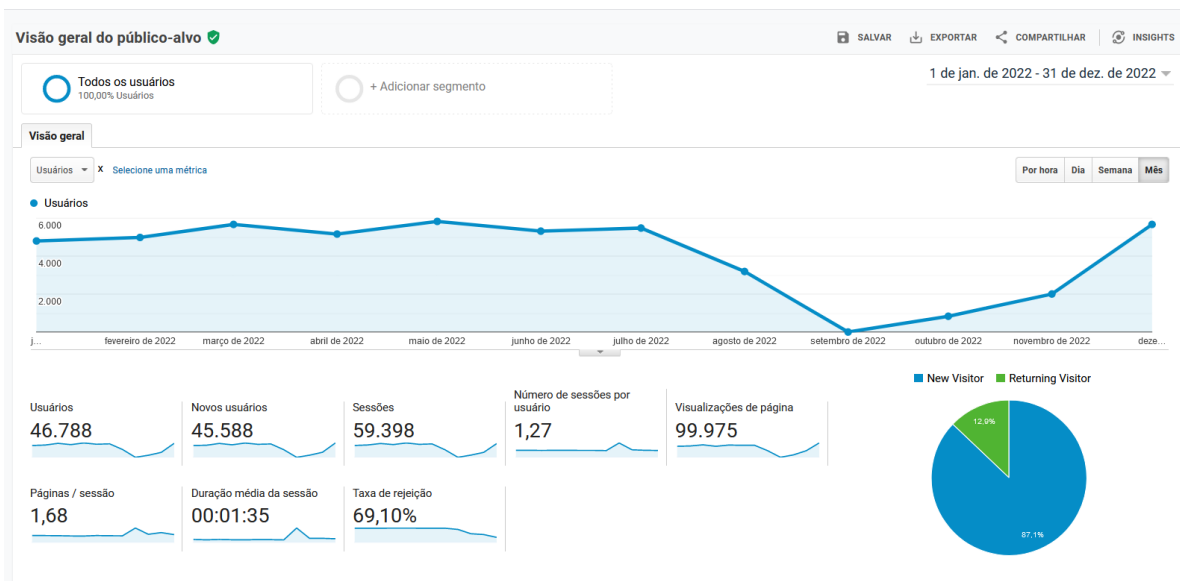 Visão geral do público-alvo
SALVAR EXPORTAR COMPARTILHAR INSIGHTS
Todos os usuários
100,00% Usuários
+ Adicionar segmento
1 de jan. de 2022 - 31 de dez. de 2022
Visão geral
Usuários X Selecione uma métrica
Por hora Dia Semana Mês
Usuários
6.000
4.000
2.000
j... fevereiro de 2022 março de 2022 abril de 2022 maio de 2022 junho de 2022 julho de 2022 agosto de 2022 setembro de 2022 outubro de 2022 novembro de 2022 deze...
New Visitor Returning Visitor
Usuários
46.788
Novos usuários
45.588
Sessões
59.398
Número de sessões por
usuário
1,27
Visualizações de página
99.975
Páginas / sessão
1,68
Duração média da sessão
00:01:35
Taxa de rejeição
69,10%
12,9%
87,1%